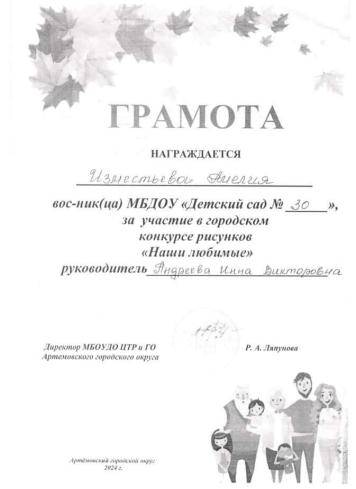 ГРАМОТА
НАГРАЖДАЕТСЯ
Изместьева Амелия
вос-ник(ца) МБДОУ «Детский сад № 30 »,
за участие в городском
конкурсе рисунков
«Наши любимые»
руководитель Андреева Инна Викторовна
Директор МБОУДО ЦТР и ГО
Артемовского городского округа
Р. А. Ляпунова
Артёмовский городской округ
2024 г.